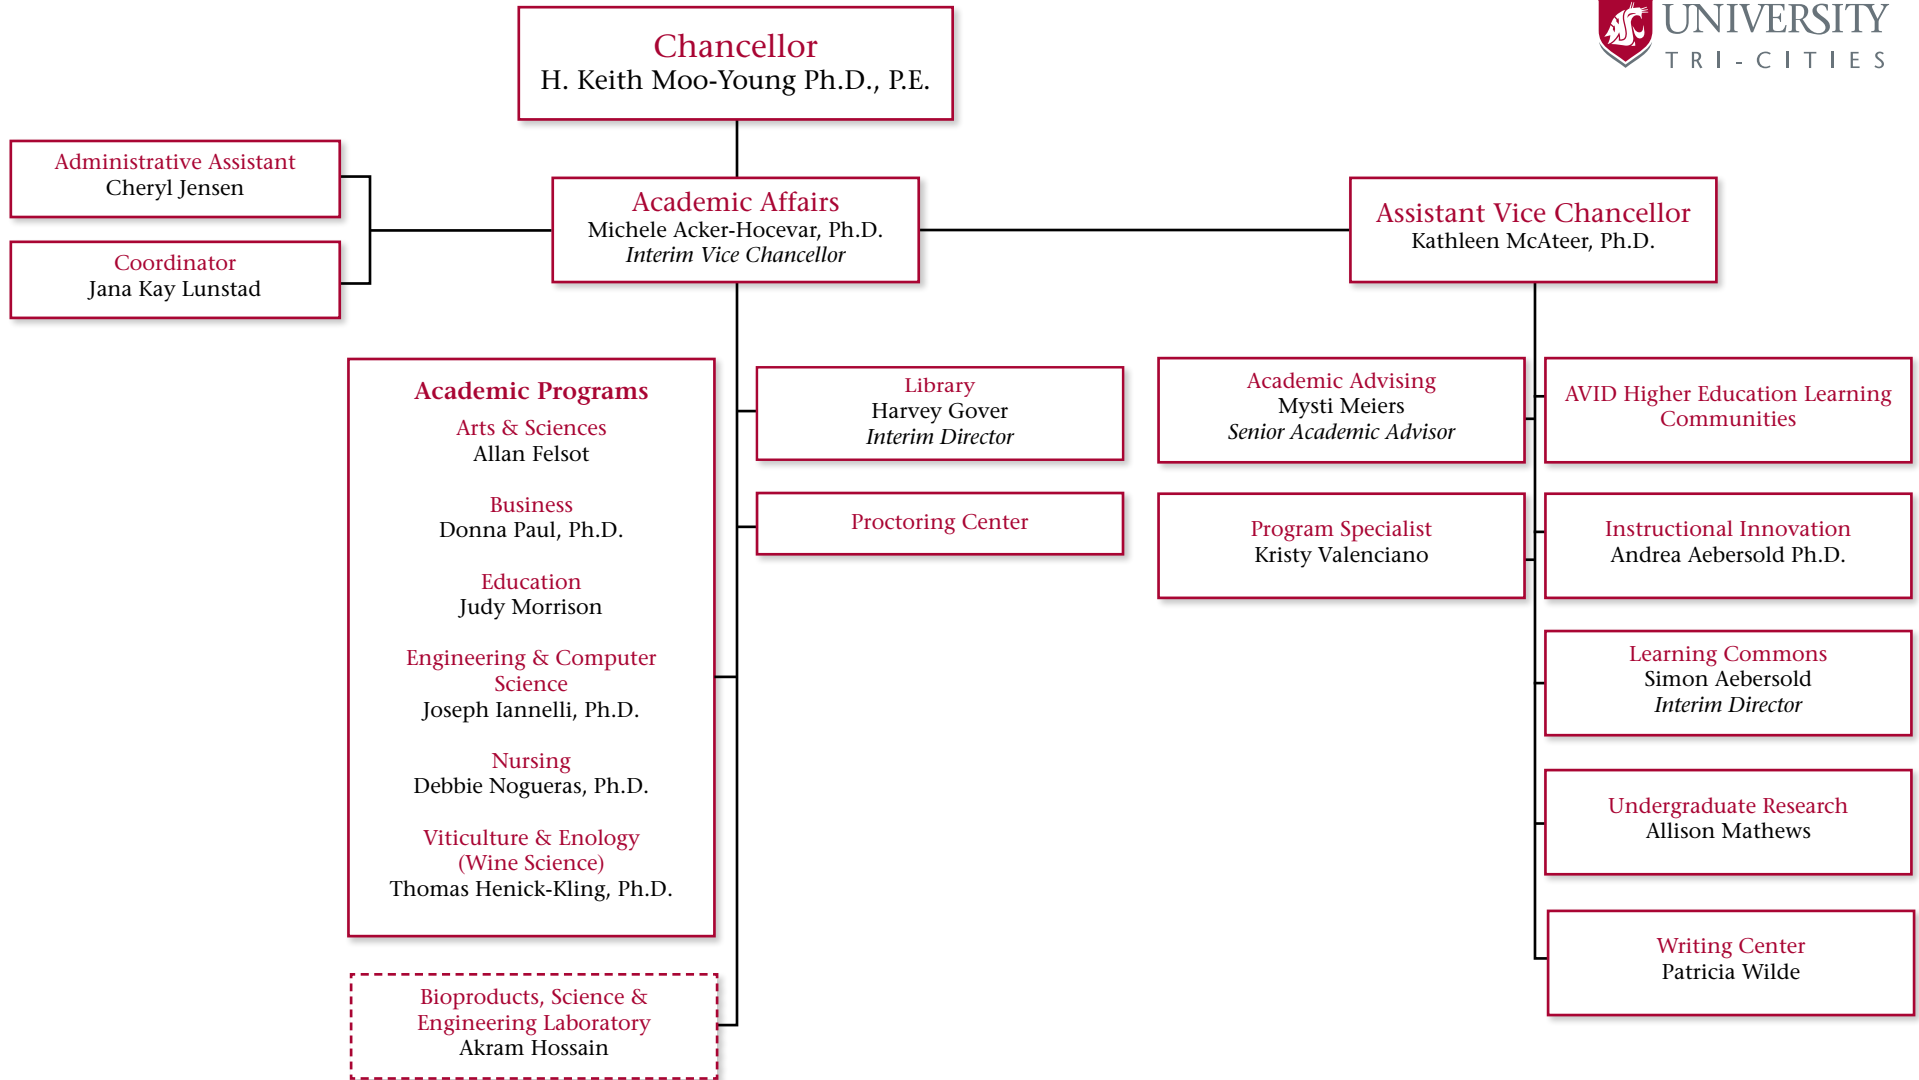 UNIVERSITY
TRI-CITIES
Chancellor
H. Keith Moo-Young Ph.D., P.E.
Administrative Assistant
Cheryl Jensen
Coordinator
Jana Kay Lunstad
Academic Affairs
Michele Acker-Hocevar, Ph.D.
Interim Vice Chancellor
Assistant Vice Chancellor
Kathleen McAteer, Ph.D.
Academic Programs
Arts & Sciences
Allan Felsot
Business
Donna Paul, Ph.D.
Education
Judy Morrison
Engineering & Computer
Science
Joseph Iannelli, Ph.D.
Nursing
Debbie Nogueras, Ph.D.
Viticulture & Enology
(Wine Science)
Thomas Henick-Kling, Ph.D.
Bioproducts, Science &
Engineering Laboratory
Akram Hossain
Library
Harvey Gover
Interim Director
Proctoring Center
Academic Advising
Mysti Meiers
Senior Academic Advisor
Program Specialist
Kristy Valenciano
AVID Higher Education Learning
Communities
Instructional Innovation
Andrea Aebersold Ph.D.
Learning Commons
Simon Aebersold
Interim Director
Undergraduate Research
Allison Mathews
Writing Center
Patricia Wilde